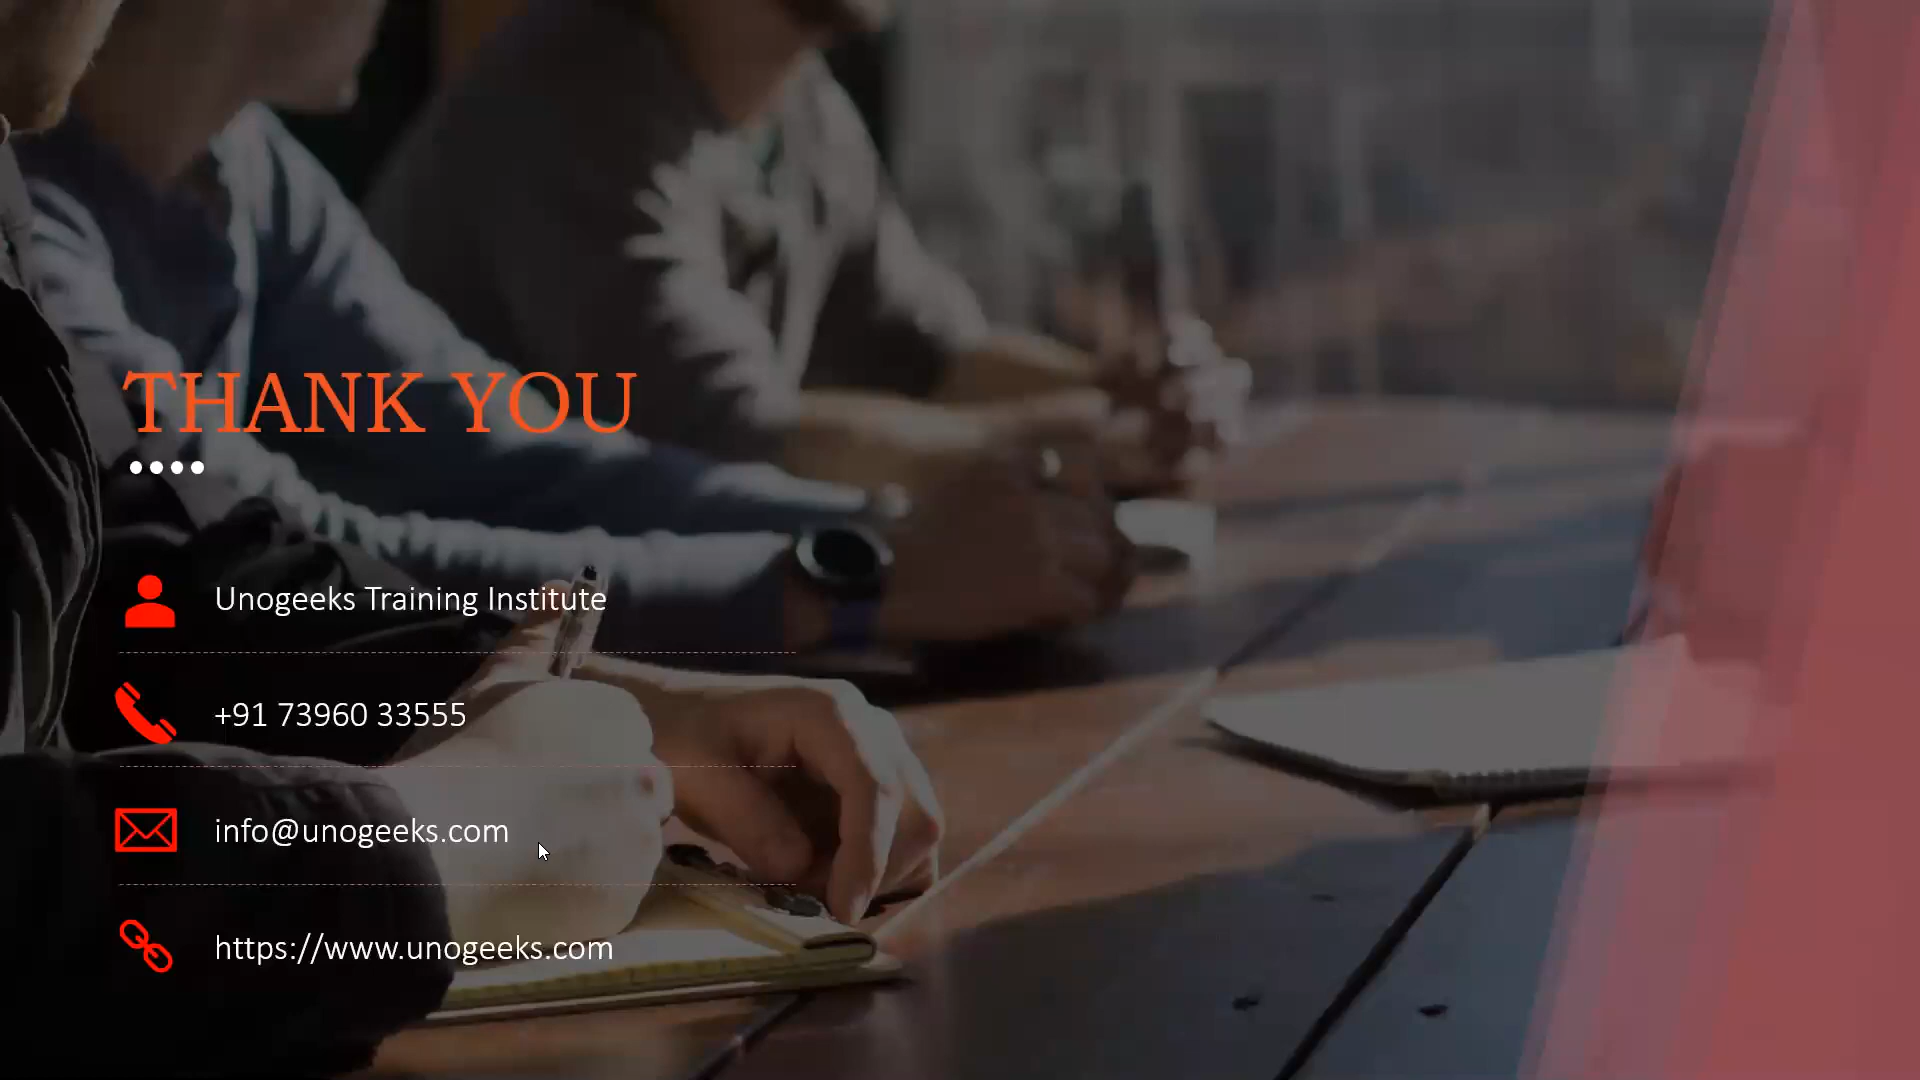 THANK YOU
Unogeeks Training Institute
+91 73960 33555
info@unogeeks.com
https://www.unogeeks.com